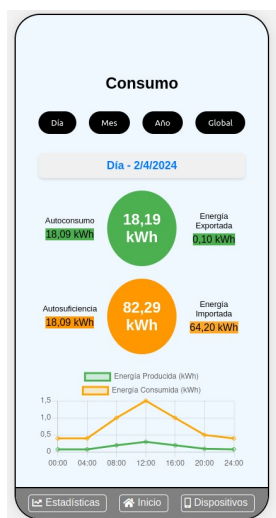 Consumo
Día Mes Año Global
Día - 2/4/2024
Autoconsumo
18,09 kWh
18,19
kWh
Energía
Exportada
0,10 kWh
Autosuficiencia
18,09 kWh
82,29
kWh
Energía
Importada
64,20 kWh
Energía Producida (kWh)
Energía Consumida (kWh)
1,5
1,0
0,5
0
00:00 04:00 08:00 12:00 16:00 20:00 24:00
Estadísticas Inicio Dispositivos